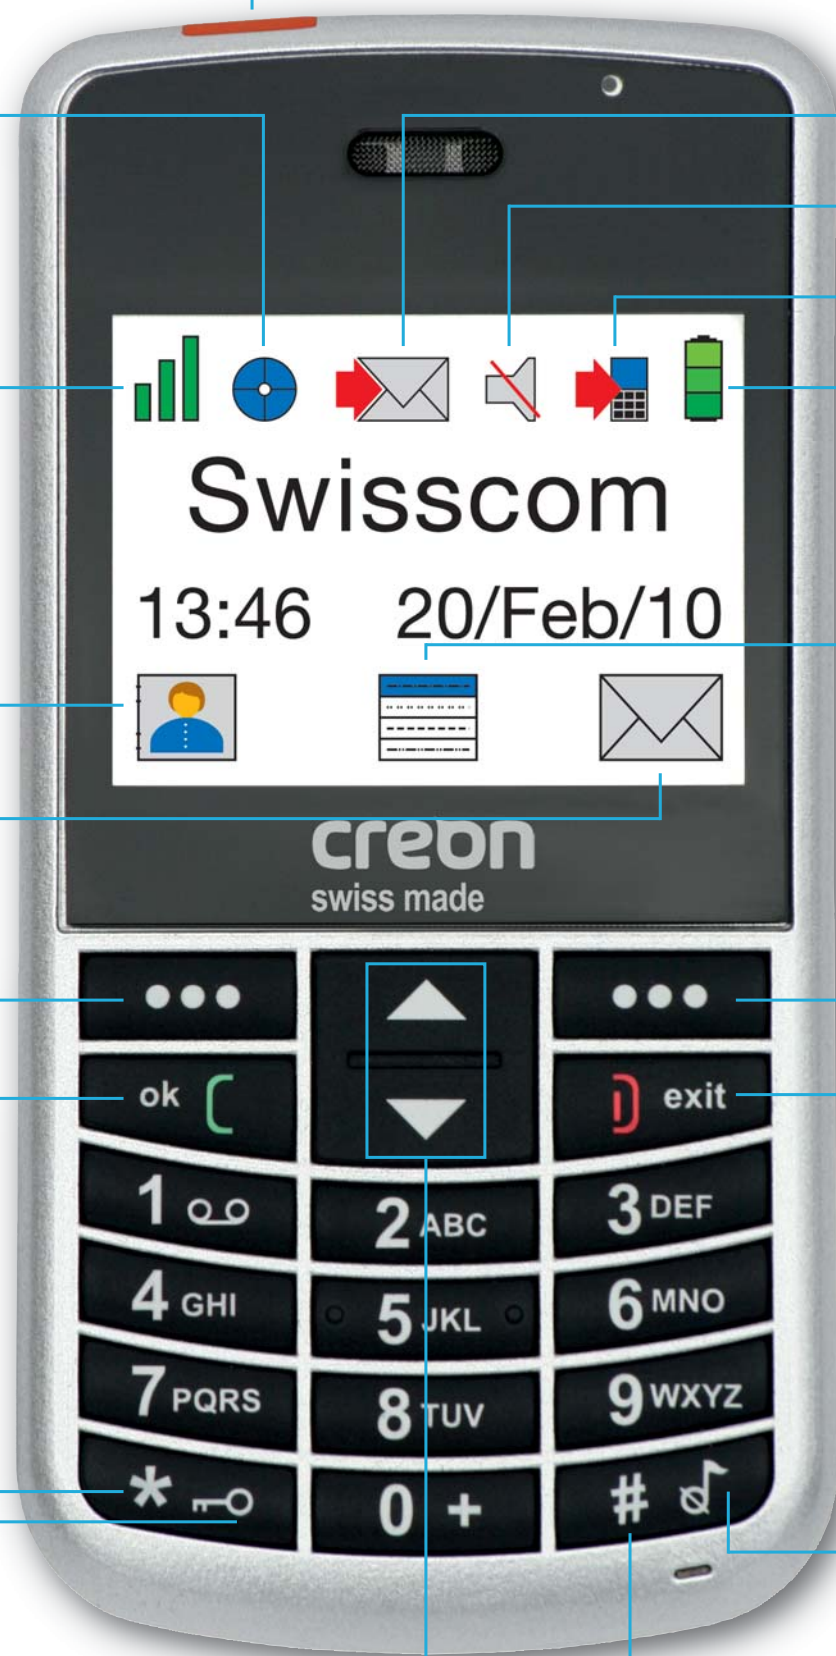 Swisscom
13:46 20/Feb/10
creon
swiss made
ok exit
1 2 ABC 3 DEF
4 GHI 5 JKL 6 MNO
7 PQRS 8 TUV 9 WXYZ
* 0 + #